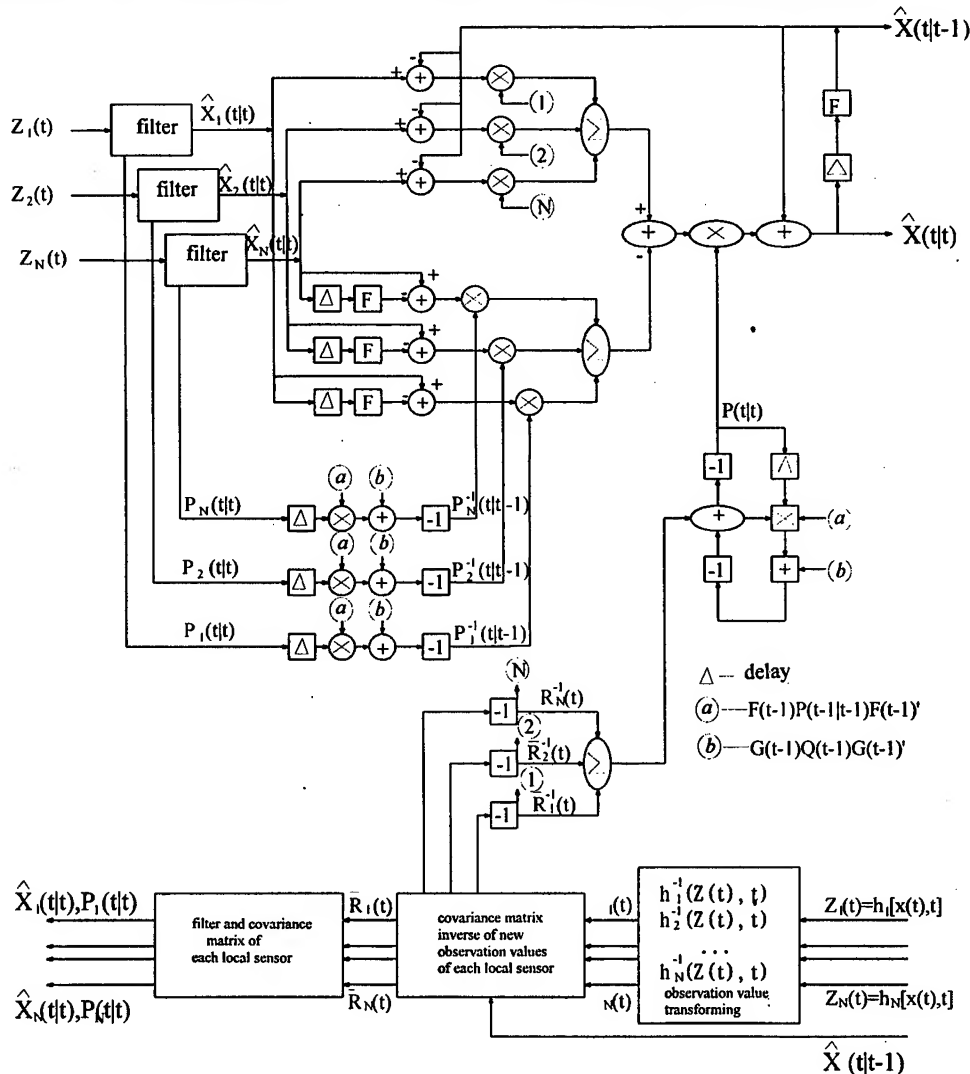 X̂(t|t-1)
- 
+ + × (1)
Z₁(t) filter X̂₁(t|t)
- 
+ + × (2) Σ
F
Z₂(t) filter X̂₂(t|t)
- 
+ + × (N)
Δ
Z_N(t) filter X̂_N(t|t)
+ + × + X̂(t|t)
-
Δ F - + + ×
Δ F - + + × Σ
Δ F - + + ×
P(t|t)
-1 Δ
(a) (b)
P_N(t|t) Δ × + -1 P_N⁻¹(t|t-1)
+ × (a)
(a) (b)
P₂(t|t) Δ × + -1 P₂⁻¹(t|t-1)
-1 + (b)
(a) (b)
P₁(t|t) Δ × + -1 P₁⁻¹(t|t-1)
Δ --- delay
(N)
-1 R_N⁻¹(t)
(a) ---- F(t-1)P(t-1|t-1)F(t-1)'
(2)
-1 R̄₂⁻¹(t) Σ
(b) ---- G(t-1)Q(t-1)G(t-1)'
(1)
-1 R̄₁⁻¹(t)
X̂₁(t|t),P₁(t|t)
filter and covariance
matrix of
each local sensor
X̂_N(t|t),P_N(t|t)
R̄₁(t)
R̄_N(t)
covariance matrix
inverse of new
observation values
of each local sensor
₁(t)
_N(t)
h₁⁻¹(Z(t), t)
h₂⁻¹(Z(t), t)
...
h_N⁻¹(Z(t), t)
observation value
transforming
Z₁(t)=h₁[x(t),t]
Z_N(t)=h_N[x(t),t]
X̂ (t|t-1)